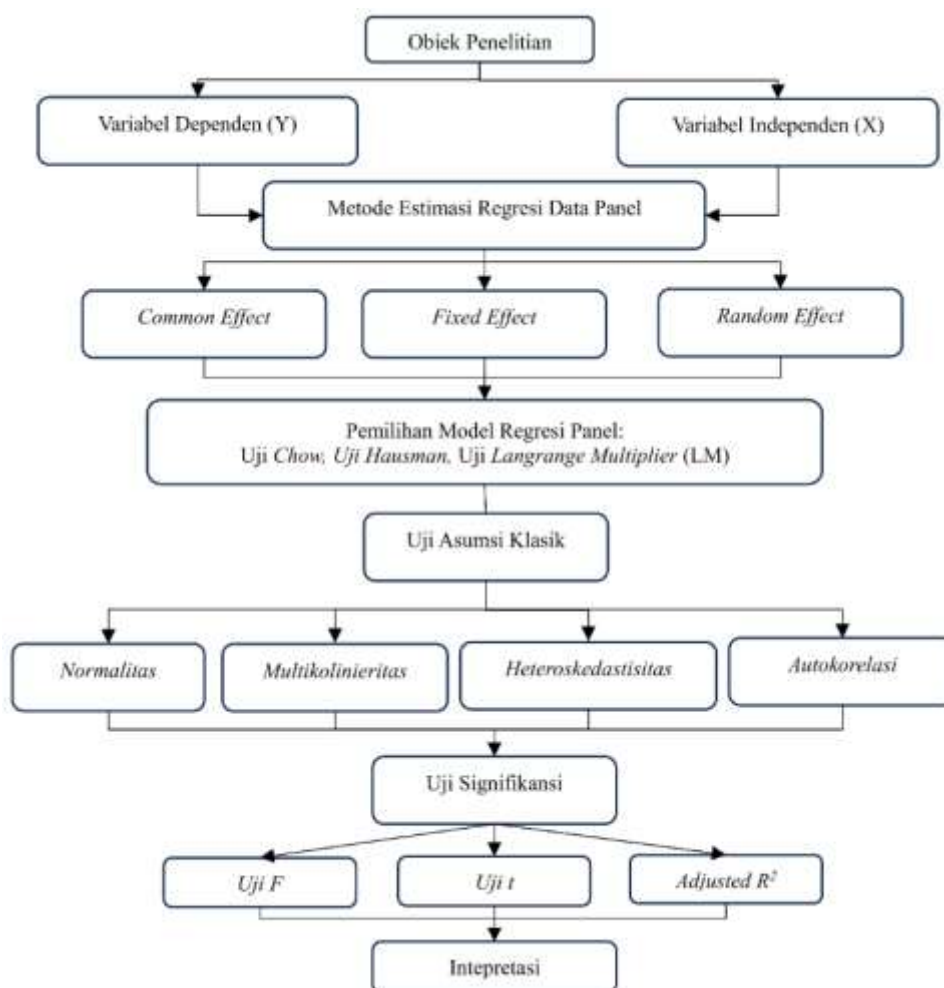 Obiek Penelitian
Variabel Dependen (Y)
Variabel Independen (X)
Metode Estimasi Regresi Data Panel
Common Effect
Fixed Effect
Random Effect
Pemilihan Model Regresi Panel:
Uji Chow, Uji Hausman, Uji Langrange Multiplier (LM)
Uji Asumsi Klasik
Normalitas
Multikolinieritas
Heteroskedastisitas
Autokorelasi
Uji Signifikansi
Uji F
Uji t
Adjusted R²
Intepretasi